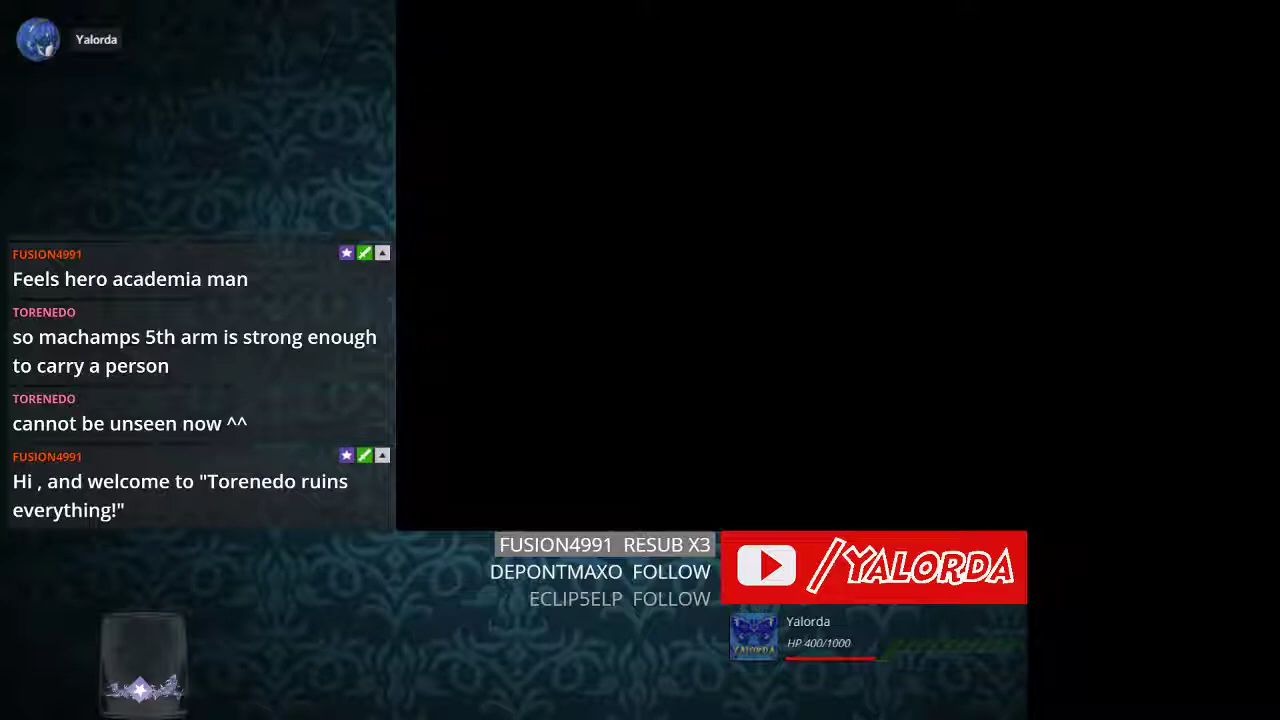 Yalorda
FUSION4991
Feels hero academia man
TORENEDO
so machamps 5th arm is strong enough
to carry a person
TORENEDO
cannot be unseen now ^^
FUSION4991
Hi , and welcome to "Torenedo ruins
everything!"
FUSION4991 RESUB X3
DEPONTMAXO FOLLOW
ECLIP5ELP FOLLOW
/YALORDA
Yalorda
HP 400/1000
YALORDA